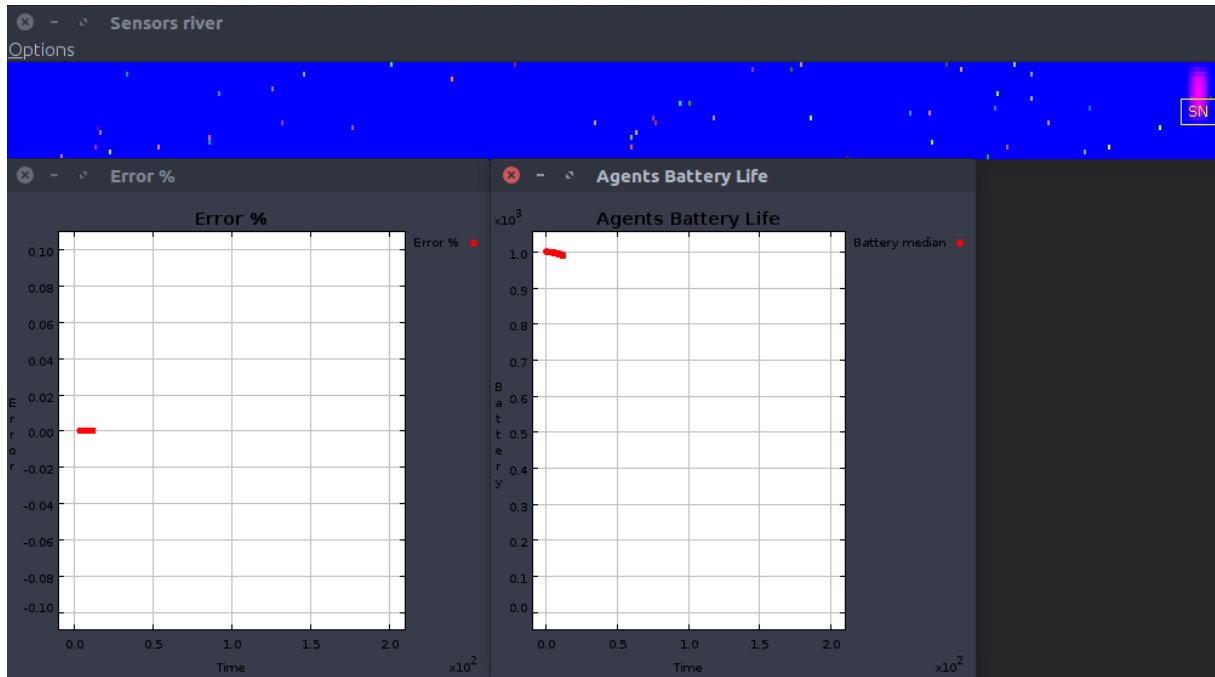 Sensors river
Options
SN
Error %
Error %
Error %
0.10
0.08
0.06
0.04
0.02
0.00
-0.02
-0.04
-0.06
-0.08
-0.10
Error
0.0 0.5 1.0 1.5 2.0
Time
×10²
Agents Battery Life
×10³
Agents Battery Life
Battery median
1.0
0.9
0.8
0.7
0.6
0.5
0.4
0.3
0.2
0.1
0.0
Battery
0.0 0.5 1.0 1.5 2.0
Time
×10²